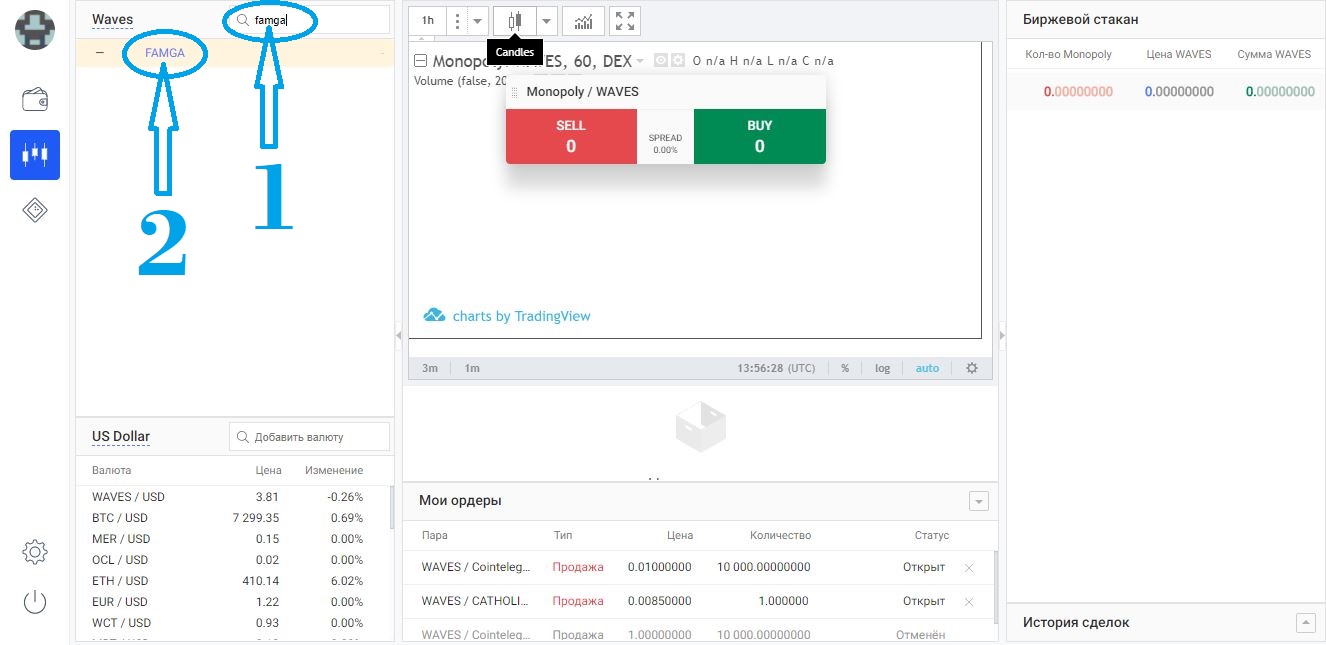 Waves
famga
FAMGA
1
2
1h
Candles
Monopoly / WAVES, 60, DEX
O n/a H n/a L n/a C n/a
Volume (false, 20
Monopoly / WAVES
SELL
0
SPREAD
0.00%
BUY
0
charts by TradingView
3m 1m 13:56:28 (UTC) % log auto
Биржевой стакан
Кол-во Monopoly Цена WAVES Сумма WAVES
0.00000000 0.00000000 0.00000000
US Dollar
Добавить валюту
Валюта Цена Изменение
WAVES / USD 3.81 -0.26%
BTC / USD 7 299.35 0.69%
MER / USD 0.15 0.00%
OCL / USD 0.02 0.00%
ETH / USD 410.14 6.02%
EUR / USD 1.22 0.00%
WCT / USD 0.93 0.00%
Мои ордеры
Пара Тип Цена Количество Статус
WAVES / Cointeleg... Продажа 0.01000000 10 000.00000000 Открыт
WAVES / CATHOLI... Продажа 0.00850000 1.000000 Открыт
WAVES / Cointeleg... Продажа 1.00000000 10 000.00000000 Отменён
История сделок